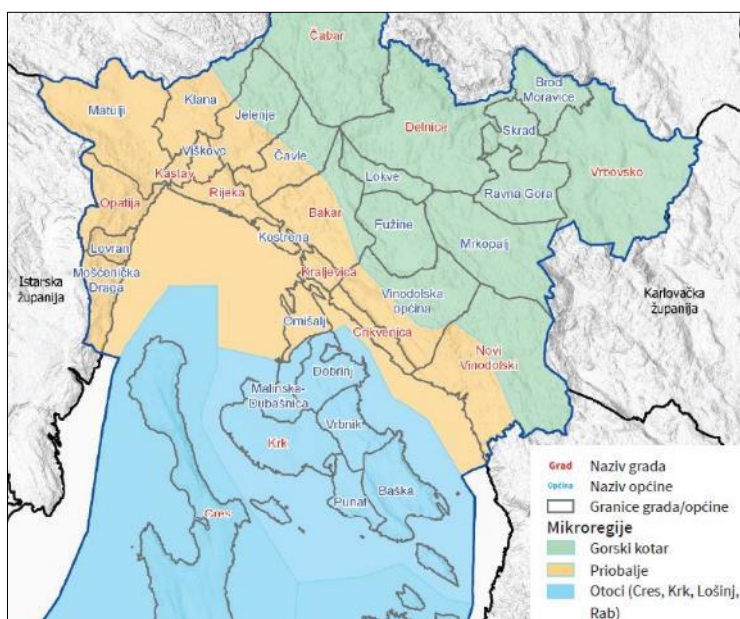 Čabar
Brod
Moravice
Matulji
Klana
Jelenje
Delnice
Skrad
Viškovo
Čavle
Vrbovsko
Kastav
Lokve
Rijeka
Ravna Gora
Opatija
Bakar
Fužine
Kostrena
Mrkopalj
Lovran
Istarska
županija
Mošćenička
Draga
Kraljevica
Karlovačka
županija
Vinodolska
općina
Omišalj
Crikvenica
Novi
Vinodolski
Dobrinj
Malinska-
Dubašnica
Vrbnik
Krk
Punat
Baška
Cres
Grad Naziv grada
Općina Naziv općine
Granice grada/općine
Mikroregije
Gorski kotar
Priobalje
Otoci (Cres, Krk, Lošinj,
Rab)